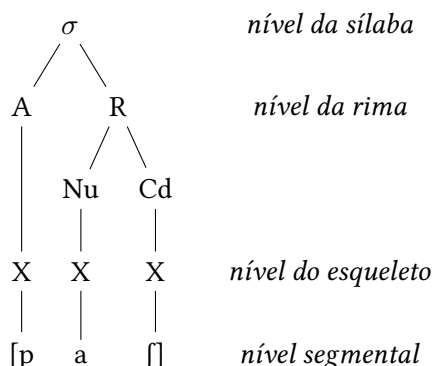 σ nível da sílaba
A R nível da rima
Nu Cd
X X X nível do esqueleto
[p a ʃ] nível segmental